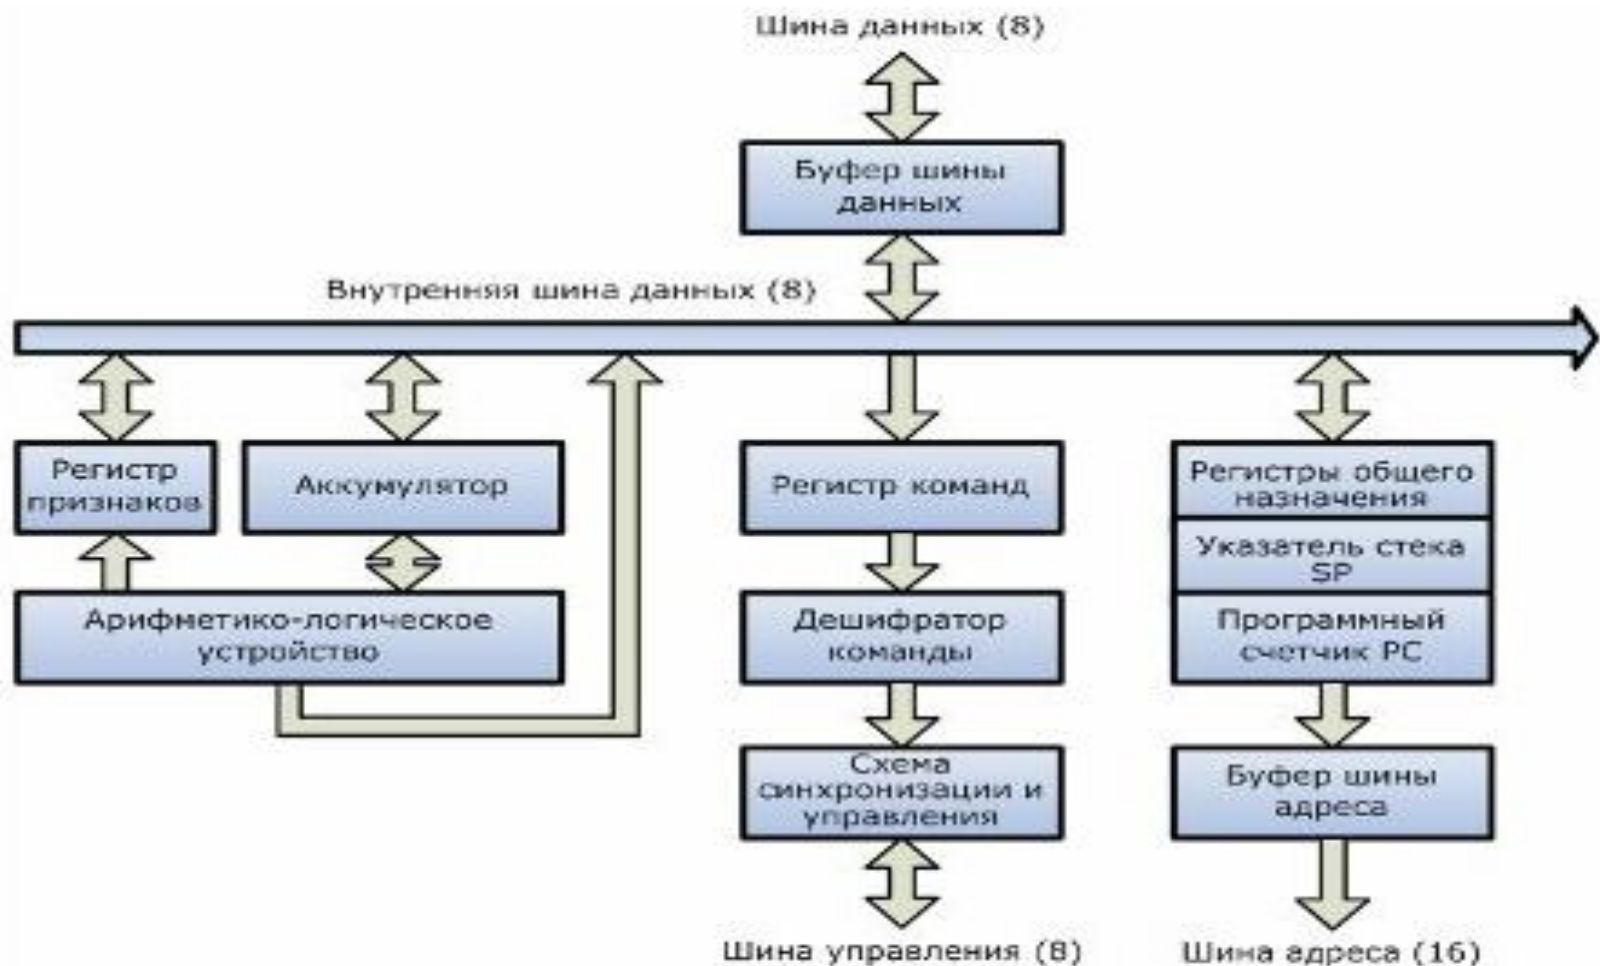 Шина данных (8)
Буфер шины
данных
Внутренняя шина данных (8)
Регистр
признаков
Аккумулятор
Регистр команд
Регистры общего
назначения
Указатель стека
SP
Арифметико-логическое
устройство
Дешифратор
команды
Программный
счетчик PC
Схема
синхронизации и
управления
Буфер шины
адреса
Шина управления (8)
Шина адреса (16)